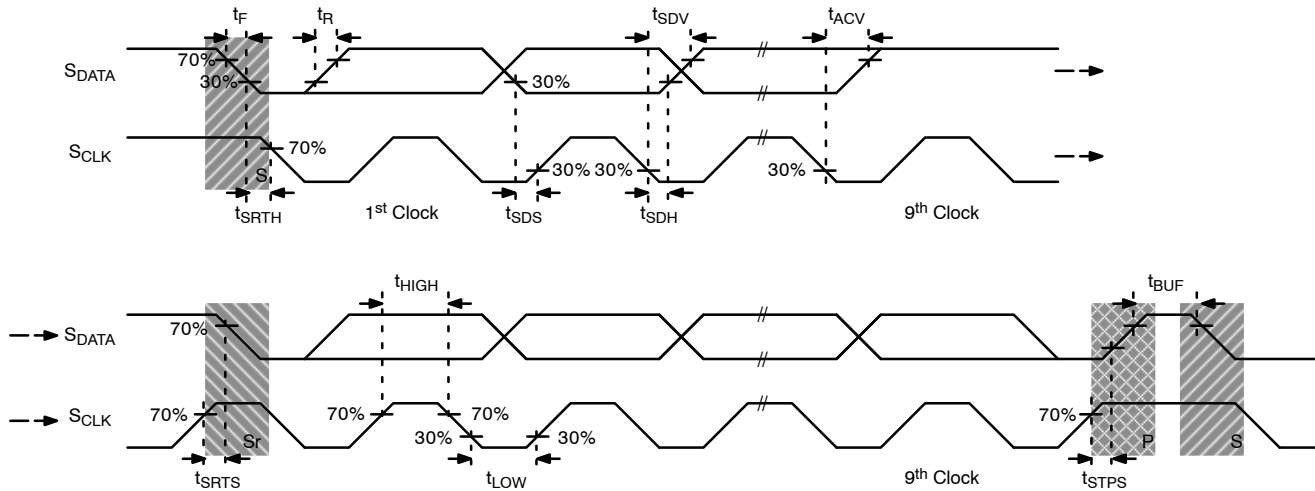 tF tR tSDV tACV
SDATA 70% 30% 30%
SCLK 70% 30% 30% 30%
S
tSRTH 1st Clock tSDS tSDH 9th Clock
tHIGH tBUF
SDATA 70%
SCLK 70% 70% 70% 70%
30% 30%
Sr P S
tSRTS tLOW 9th Clock tSTPS